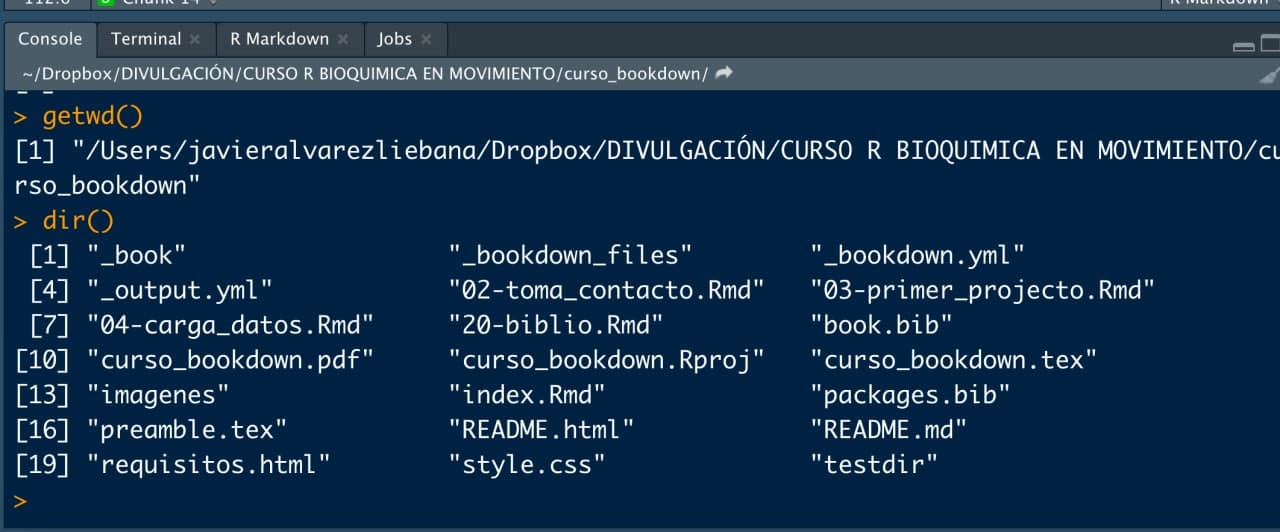 112:6 Chunk 14 R Markdown
Console Terminal × R Markdown × Jobs ×
~/Dropbox/DIVULGACIÓN/CURSO R BIOQUIMICA EN MOVIMIENTO/curso_bookdown/
> getwd()
[1] "/Users/javieralvarezliebana/Dropbox/DIVULGACIÓN/CURSO R BIOQUIMICA EN MOVIMIENTO/cu
rso_bookdown"
> dir()
[1] "_book" "_bookdown_files" "_bookdown.yml"
[4] "_output.yml" "02-toma_contacto.Rmd" "03-primer_projecto.Rmd"
[7] "04-carga_datos.Rmd" "20-biblio.Rmd" "book.bib"
[10] "curso_bookdown.pdf" "curso_bookdown.Rproj" "curso_bookdown.tex"
[13] "imagenes" "index.Rmd" "packages.bib"
[16] "preamble.tex" "README.html" "README.md"
[19] "requisitos.html" "style.css" "testdir"
>